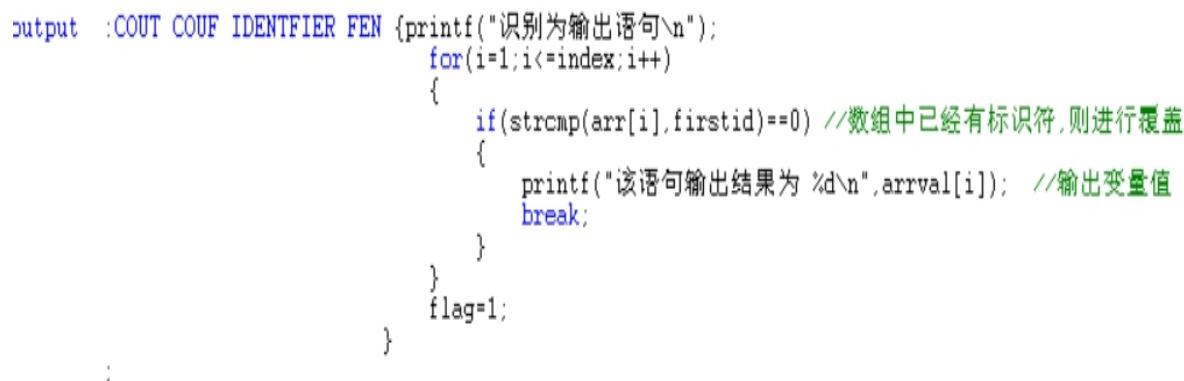 output :COUT COUF IDENTFIER FEN {printf("识别为输出语句\n");
for(i=1;i<=index;i++)
{
if(strcmp(arr[i],firstid)==0) //数组中已经有标识符,则进行覆盖
{
printf("该语句输出结果为 %d\n",arrval[i]); //输出变量值
break;
}
}
flag=1;
}
;